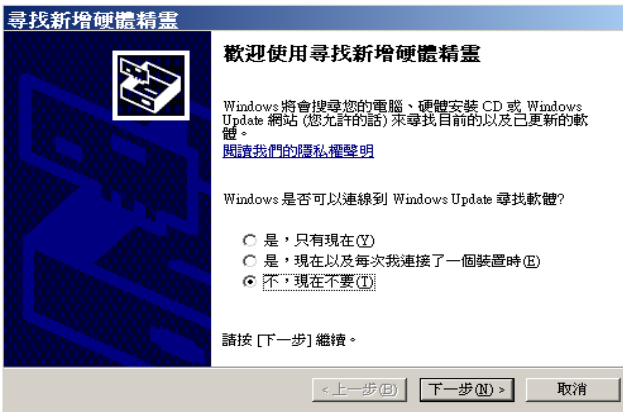 尋找新增硬體精靈
歡迎使用尋找新增硬體精靈
Windows 將會搜尋您的電腦、硬體安裝 CD 或 Windows
Update 網站 (您允許的話) 來尋找目前的以及已更新的軟
體。
閱讀我們的隱私權聲明
Windows 是否可以連線到 Windows Update 尋找軟體?
是，只有現在(Y)
是，現在以及每次我連接了一個裝置時(E)
不，現在不要(T)
請按 [下一步] 繼續。
< 上一步(B) 下一步(N) > 取消